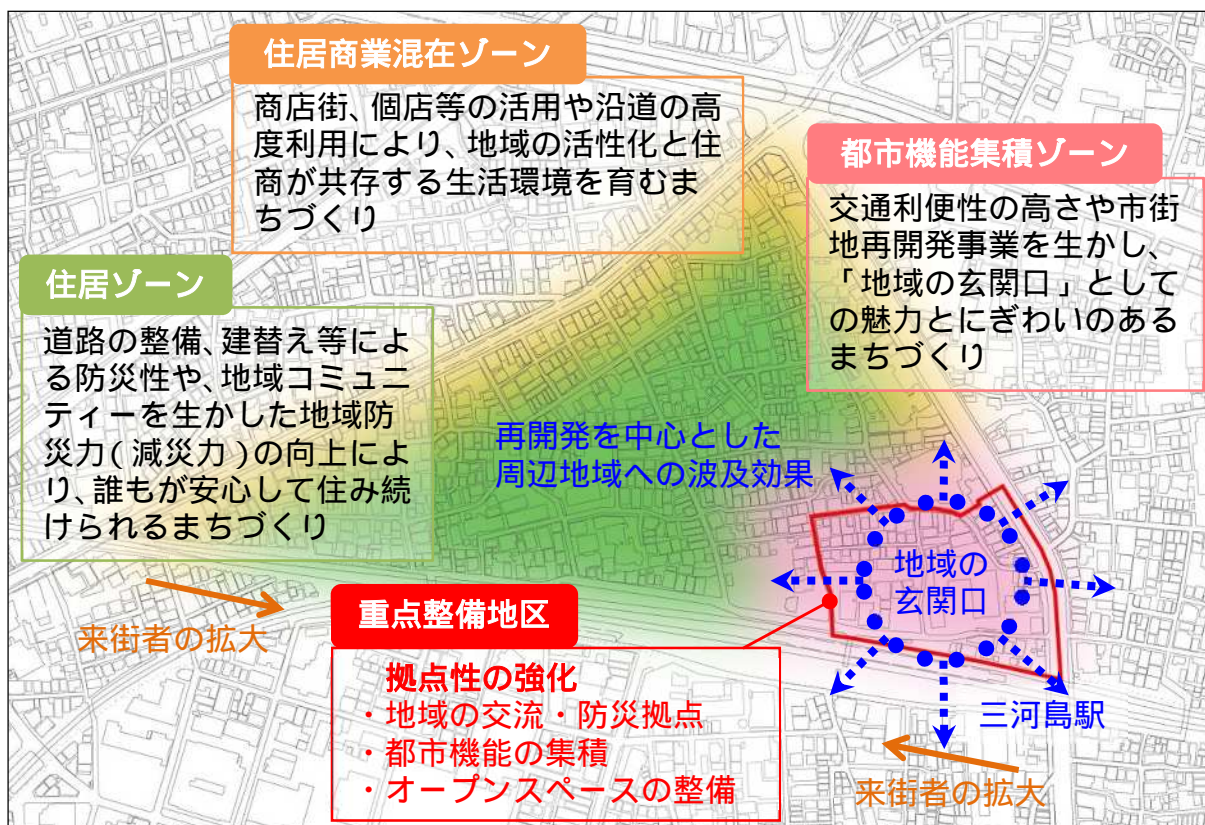 住居商業混在ゾーン
商店街、個店等の活用や沿道の高
度利用により、地域の活性化と住
商が共存する生活環境を育むま
ちづくり
都市機能集積ゾーン
交通利便性の高さや市街
地再開発事業を生かし、
「地域の玄関口」として
の魅力とにぎわいのある
まちづくり
住居ゾーン
道路の整備、建替え等によ
る防災性や、地域コミュニ
ティーを生かした地域防
災力(減災力)の向上によ
り、誰もが安心して住み続
けられるまちづくり
再開発を中心とした
周辺地域への波及効果
地域の
玄関口
来街者の拡大
重点整備地区
拠点性の強化
・地域の交流・防災拠点
・都市機能の集積
・オープンスペースの整備
三河島駅
来街者の拡大